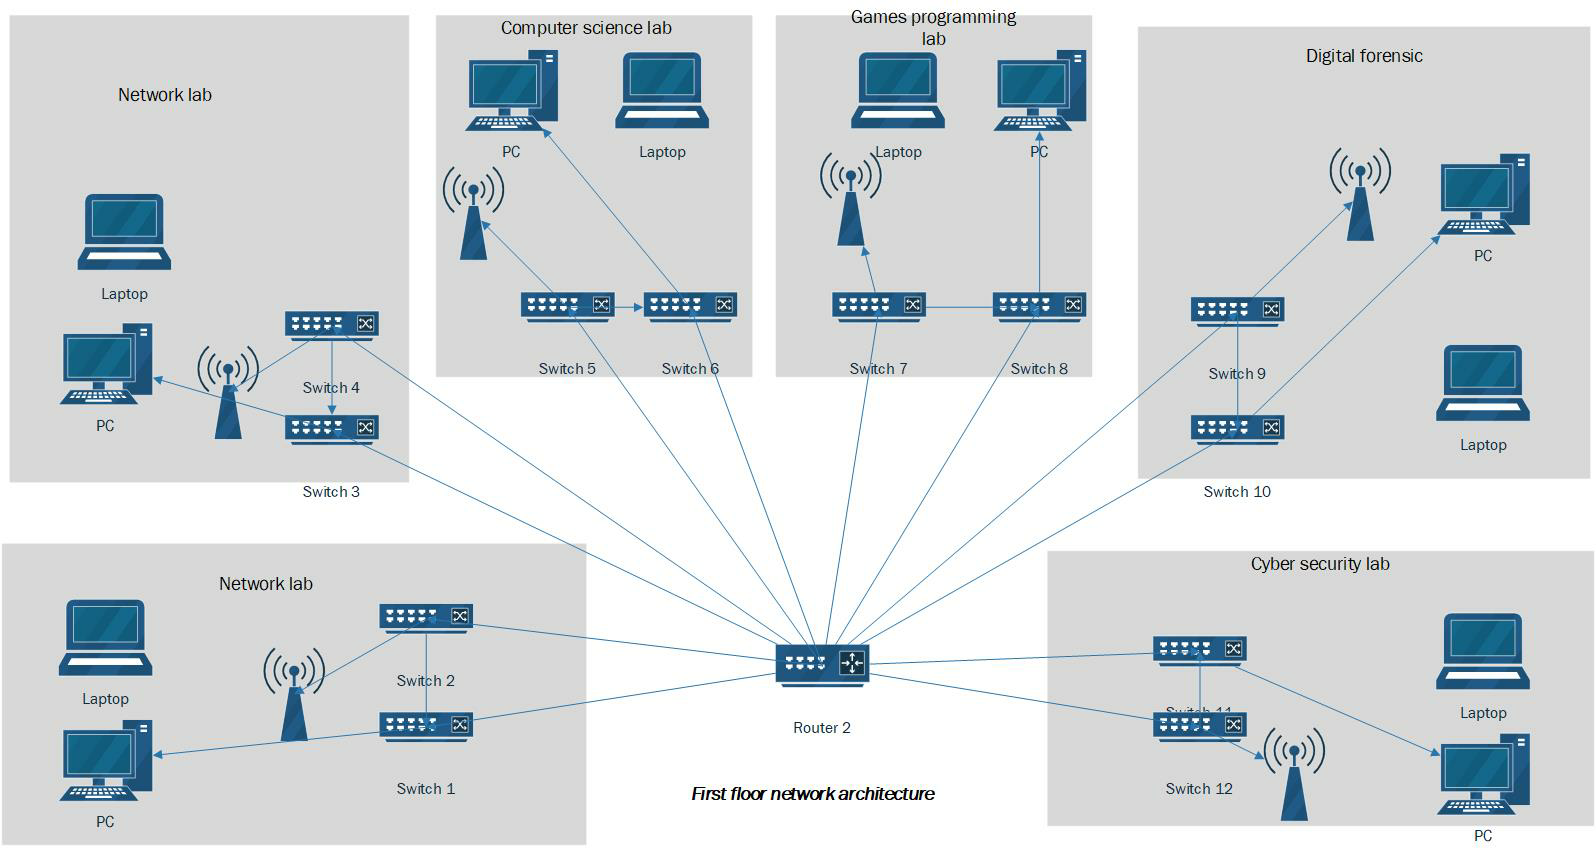 Network lab
Laptop
PC
Switch 4
Switch 3
Computer science lab
PC
Laptop
Switch 5
Switch 6
Games programming
lab
Laptop
PC
Switch 7
Switch 8
Digital forensic
PC
Switch 9
Laptop
Switch 10
Network lab
Laptop
Switch 2
Switch 1
PC
Router 2
First floor network architecture
Cyber security lab
Laptop
Switch 11
Switch 12
PC